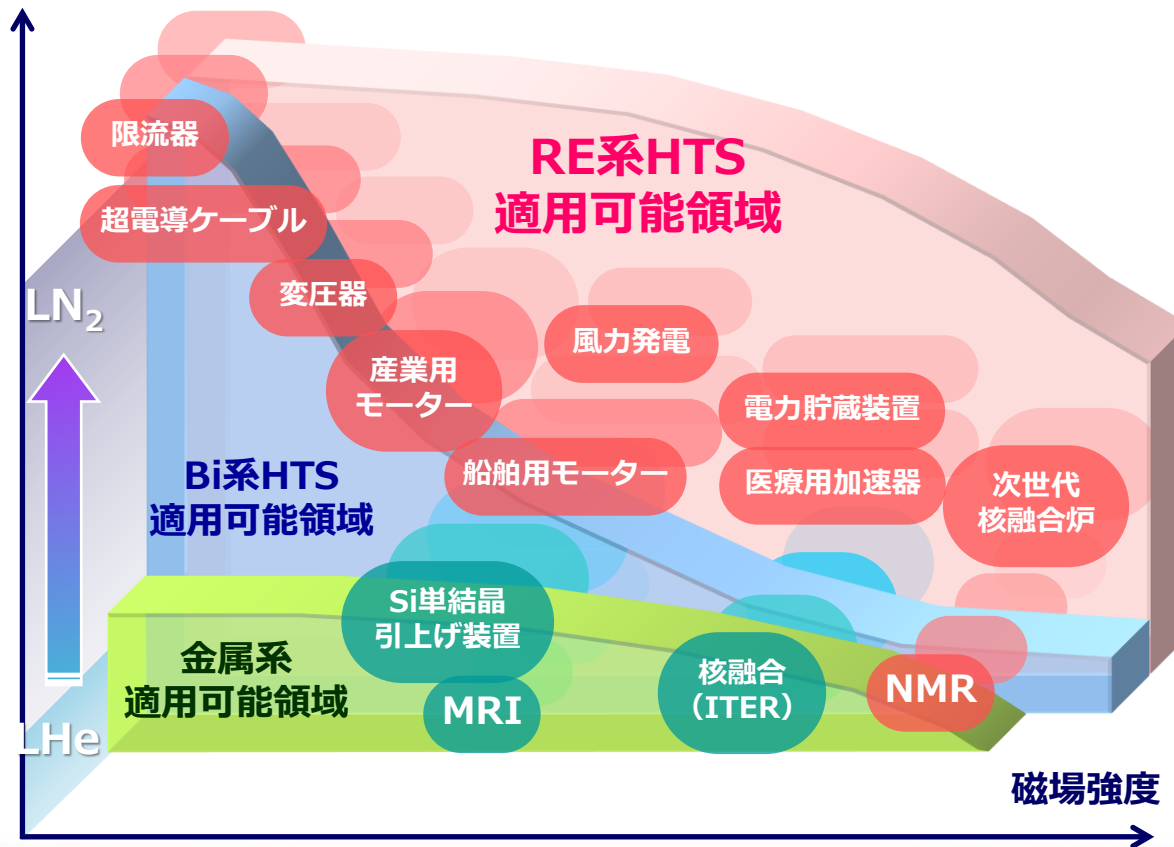 限流器
RE系HTS
適用可能領域
超電導ケーブル
変圧器
LN₂
風力発電
産業用
モーター
電力貯蔵装置
Bi系HTS
適用可能領域
船舶用モーター
医療用加速器
次世代
核融合炉
Si単結晶
引上げ装置
金属系
適用可能領域
核融合
（ITER）
NMR
MRI
LHe
磁場強度